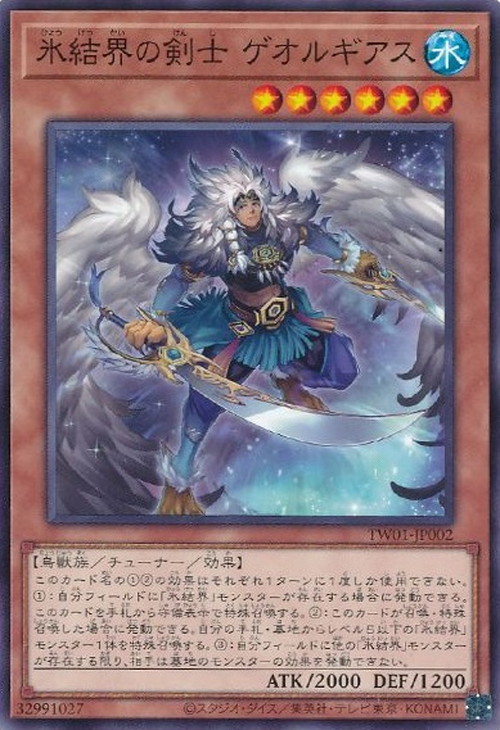 氷結界の剣士 ゲオルギアス
水
TW01-JP002
【鳥獣族/チューナー/効果】
このカード名の①②の効果はそれぞれ1ターンに1度しか使用できない。
①:自分フィールドに「氷結界」モンスターが存在する場合に発動できる。
このカードを手札から守備表示で特殊召喚する。②:このカードが召喚・特殊
召喚した場合に発動できる。自分の手札・墓地からレベル5以下の「氷結界」
モンスター1体を特殊召喚する。③:自分フィールドに他の「氷結界」モンスター
が存在する限り、相手は墓地のモンスターの効果を発動できない。
ATK/2000 DEF/1200
32991027
©スタジオ・ダイス/集英社・テレビ東京・KONAMI